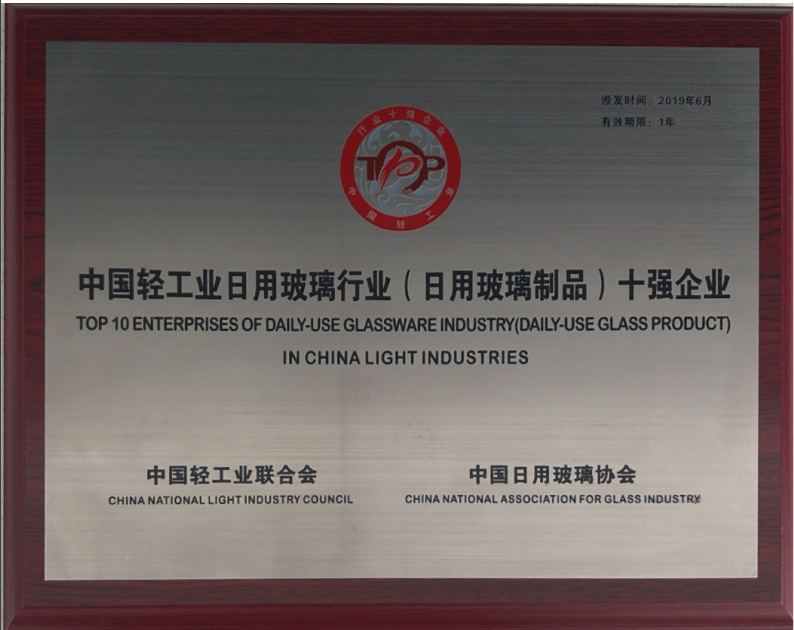 颁发时间：2019年6月
有效期限：1年
行业十强企业
TOP
中国轻工业
中国轻工业日用玻璃行业（日用玻璃制品）十强企业
TOP 10 ENTERPRISES OF DAILY-USE GLASSWARE INDUSTRY(DAILY-USE GLASS PRODUCT)
IN CHINA LIGHT INDUSTRIES
中国轻工业联合会
CHINA NATIONAL LIGHT INDUSTRY COUNCIL
中国日用玻璃协会
CHINA NATIONAL ASSOCIATION FOR GLASS INDUSTRY